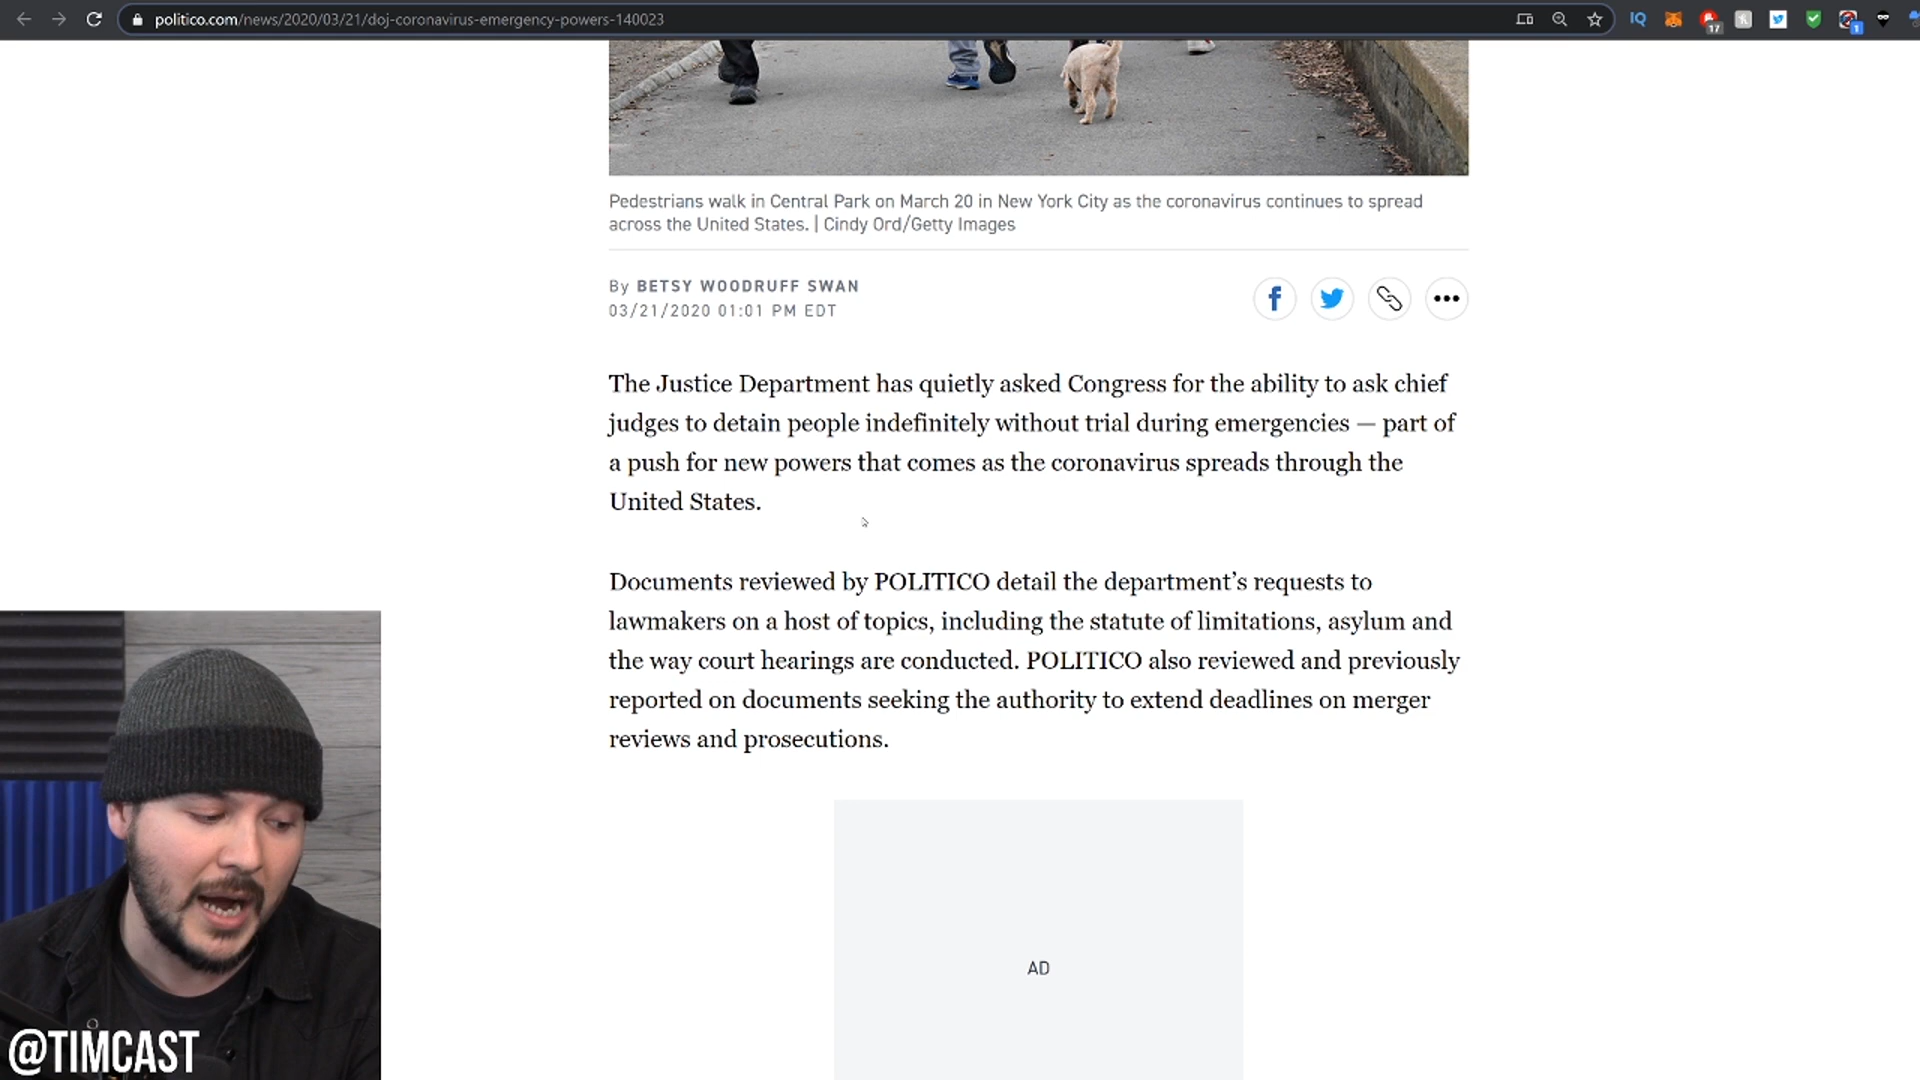 politico.com/news/2020/03/21/doj-coronavirus-emergency-powers-140023
IQ
17
1
Pedestrians walk in Central Park on March 20 in New York City as the coronavirus continues to spread
across the United States. | Cindy Ord/Getty Images
By BETSY WOODRUFF SWAN
03/21/2020 01:01 PM EDT
The Justice Department has quietly asked Congress for the ability to ask chief
judges to detain people indefinitely without trial during emergencies — part of
a push for new powers that comes as the coronavirus spreads through the
United States.
Documents reviewed by POLITICO detail the department’s requests to
lawmakers on a host of topics, including the statute of limitations, asylum and
the way court hearings are conducted. POLITICO also reviewed and previously
reported on documents seeking the authority to extend deadlines on merger
reviews and prosecutions.
AD
@TIMCAST